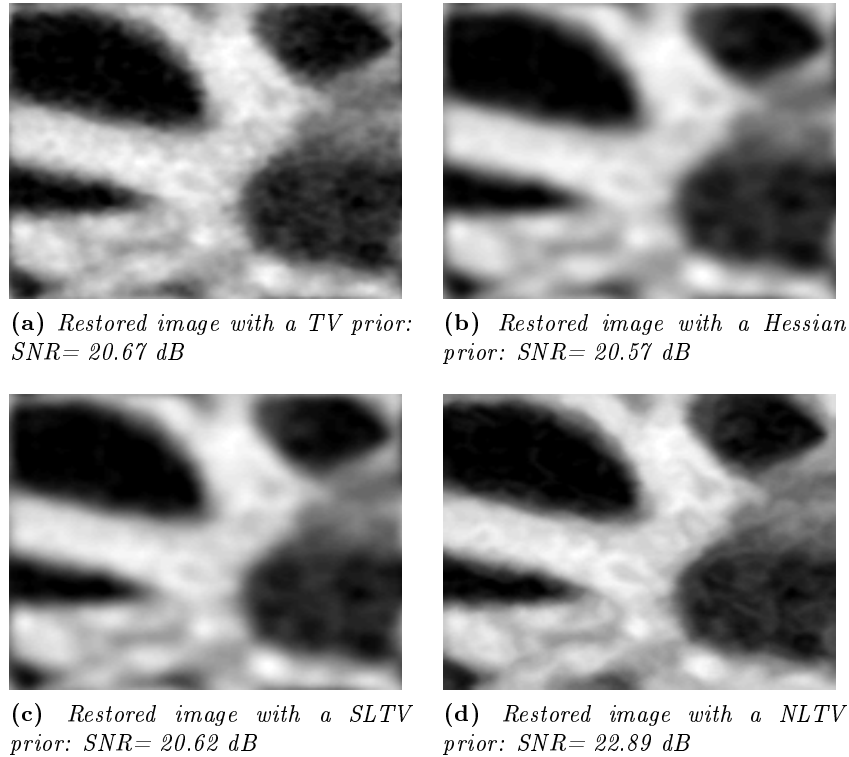 (a) Restored image with a TV prior:
SNR= 20.67 dB
(b) Restored image with a Hessian
prior: SNR= 20.57 dB
(c) Restored image with a SLTV
prior: SNR= 20.62 dB
(d) Restored image with a NLTV
prior: SNR= 22.89 dB